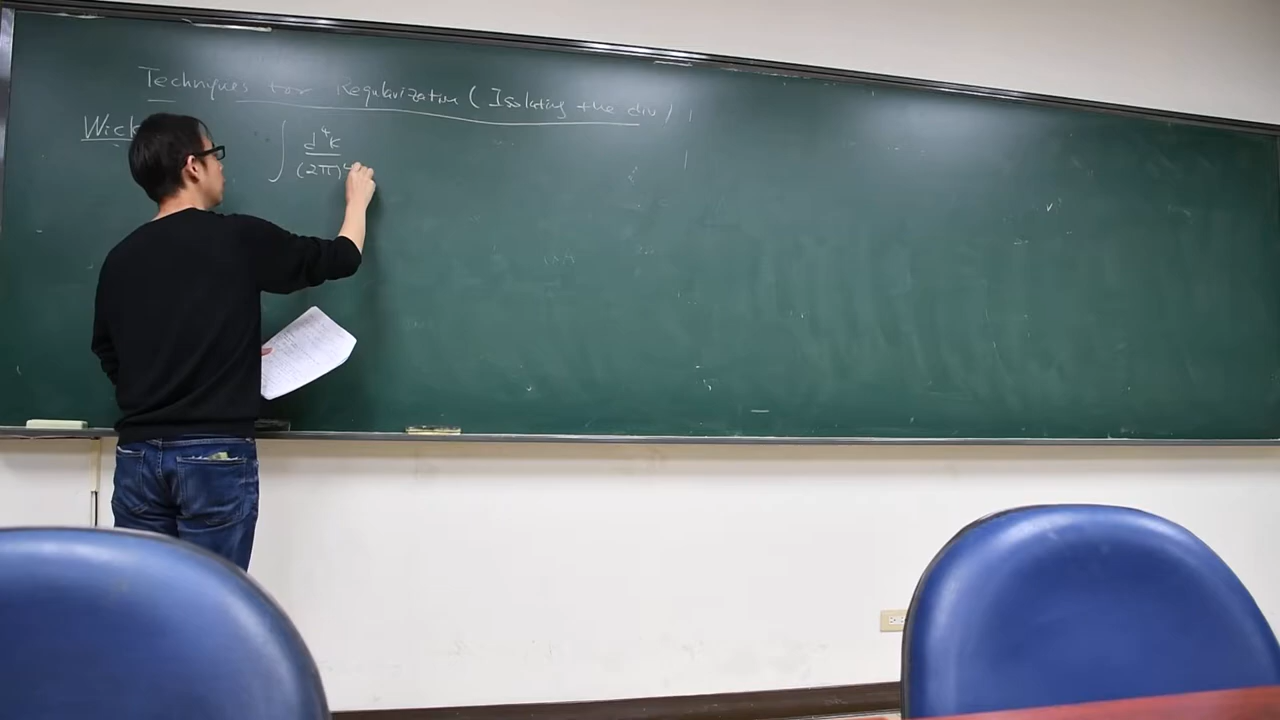 Techniques for Regularization (Isolating the div
Wick
∫ d⁴k / (2π)⁴